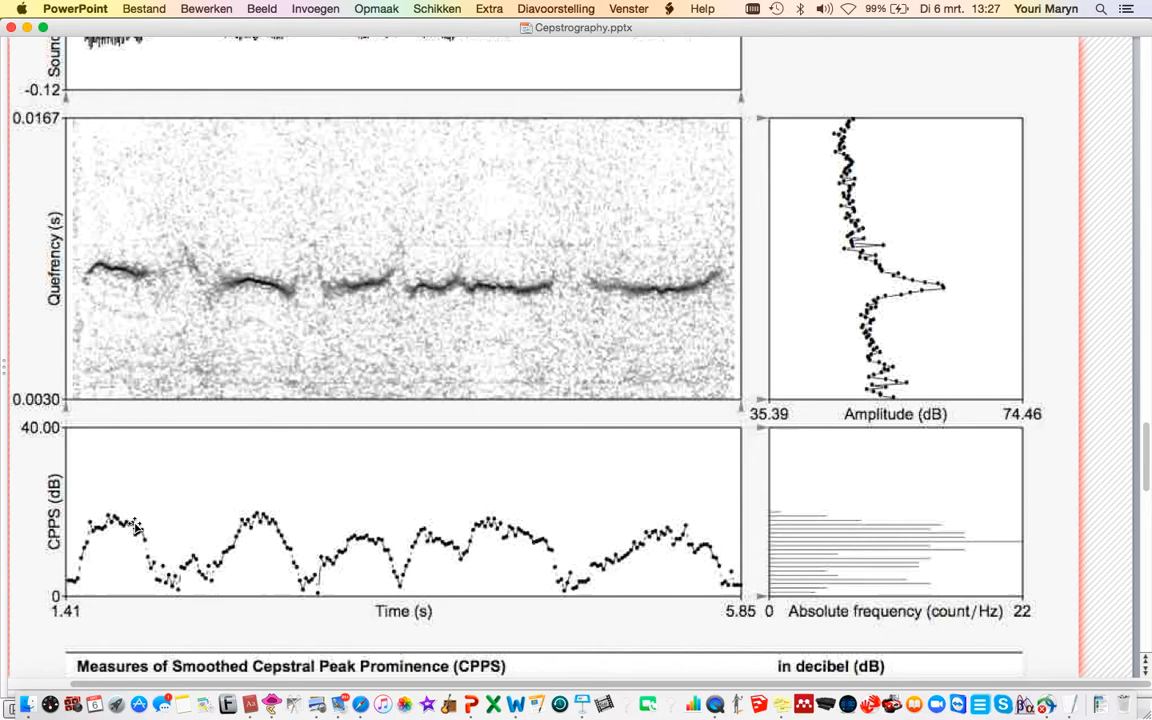 PowerPoint Bestand Bewerken Beeld Invoegen Opmaak Schikken Extra Diavoorstelling Venster Help 99% Di 6 mrt. 13:27 Youri Maryn
Cepstrography.pptx
Sound
-0.12
0.0167
Quefrency (s)
0.0030
35.39 Amplitude (dB) 74.46
40.00
CPPS (dB)
0
1.41 Time (s) 5.85
0 Absolute frequency (count/Hz) 22
Measures of Smoothed Cepstral Peak Prominence (CPPS) in decibel (dB)